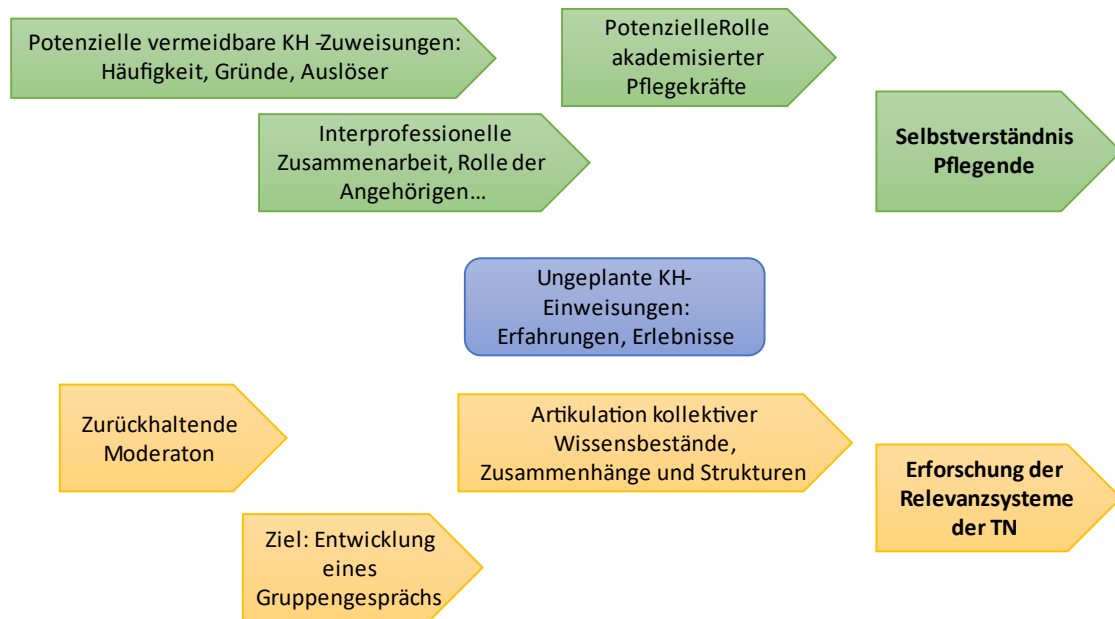 Potenzielle vermeidbare KH -Zuweisungen:
Häufigkeit, Gründe, Auslöser
PotenzielleRolle
akademisierter
Pflegekräfte
Interprofessionelle
Zusammenarbeit, Rolle der
Angehörigen...
Selbstverständnis
Pflegende
Ungeplante KH-
Einweisungen:
Erfahrungen, Erlebnisse
Zurückhaltende
Moderaton
Artikulation kollektiver
Wissensbestände,
Zusammenhänge und Strukturen
Erforschung der
Relevanzsysteme
der TN
Ziel: Entwicklung
eines
Gruppengesprächs